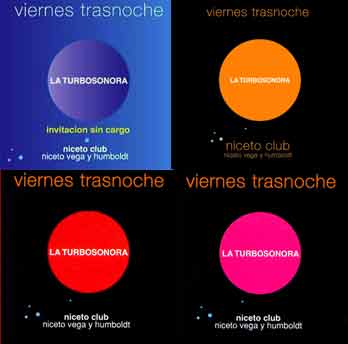 viernes trasnoche
LA TURBOSONORA
invitacion sin cargo
niceto club
niceto vega y humboldt
viernes trasnoche
LA TURBOSONORA
niceto club
niceto vega y humboldt
viernes trasnoche
LA TURBOSONORA
niceto club
niceto vega y humboldt
viernes trasnoche
LA TURBOSONORA
niceto club
niceto vega y humboldt